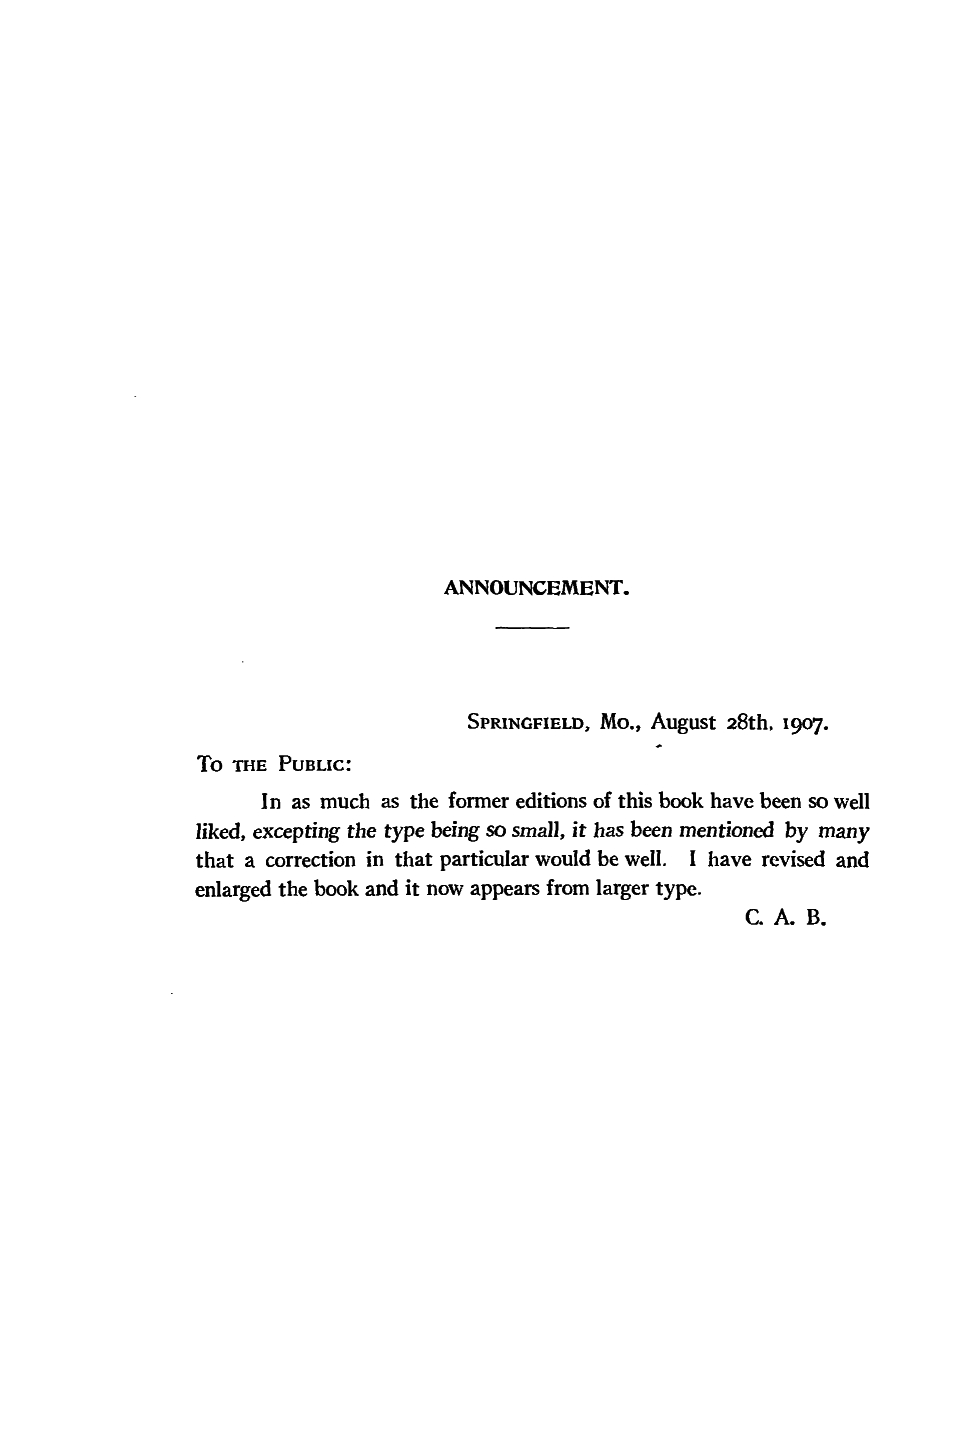 ANNOUNCEMENT.
Springfield, Mo., August 28th, 1907.
To the Public:
In as much as the former editions of this book have been so well
liked, excepting the type being so small, it has been mentioned by many
that a correction in that particular would be well. I have revised and
enlarged the book and it now appears from larger type.
C. A. B.